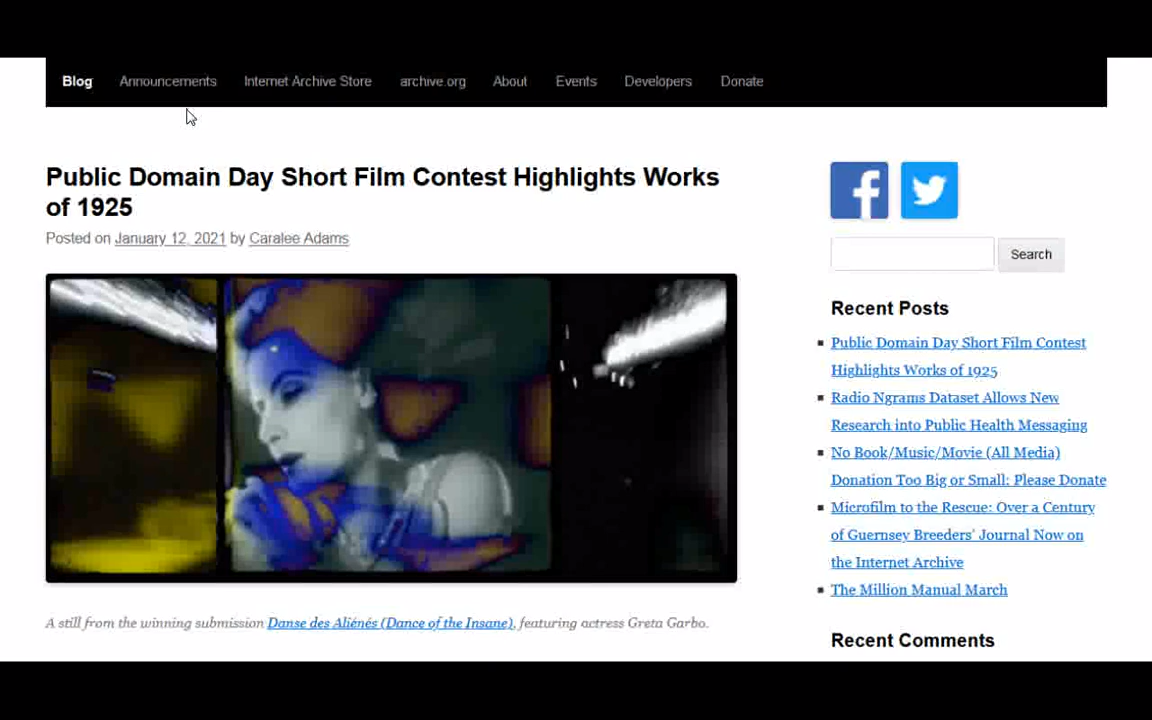 Blog Announcements Internet Archive Store archive.org About Events Developers Donate
Public Domain Day Short Film Contest Highlights Works
of 1925
Posted on January 12, 2021 by Caralee Adams
A still from the winning submission Danse des Aliénés (Dance of the Insane), featuring actress Greta Garbo.
Search
Recent Posts
Public Domain Day Short Film Contest
Highlights Works of 1925
Radio Ngrams Dataset Allows New
Research into Public Health Messaging
No Book/Music/Movie (All Media)
Donation Too Big or Small: Please Donate
Microfilm to the Rescue: Over a Century
of Guernsey Breeders' Journal Now on
the Internet Archive
The Million Manual March
Recent Comments